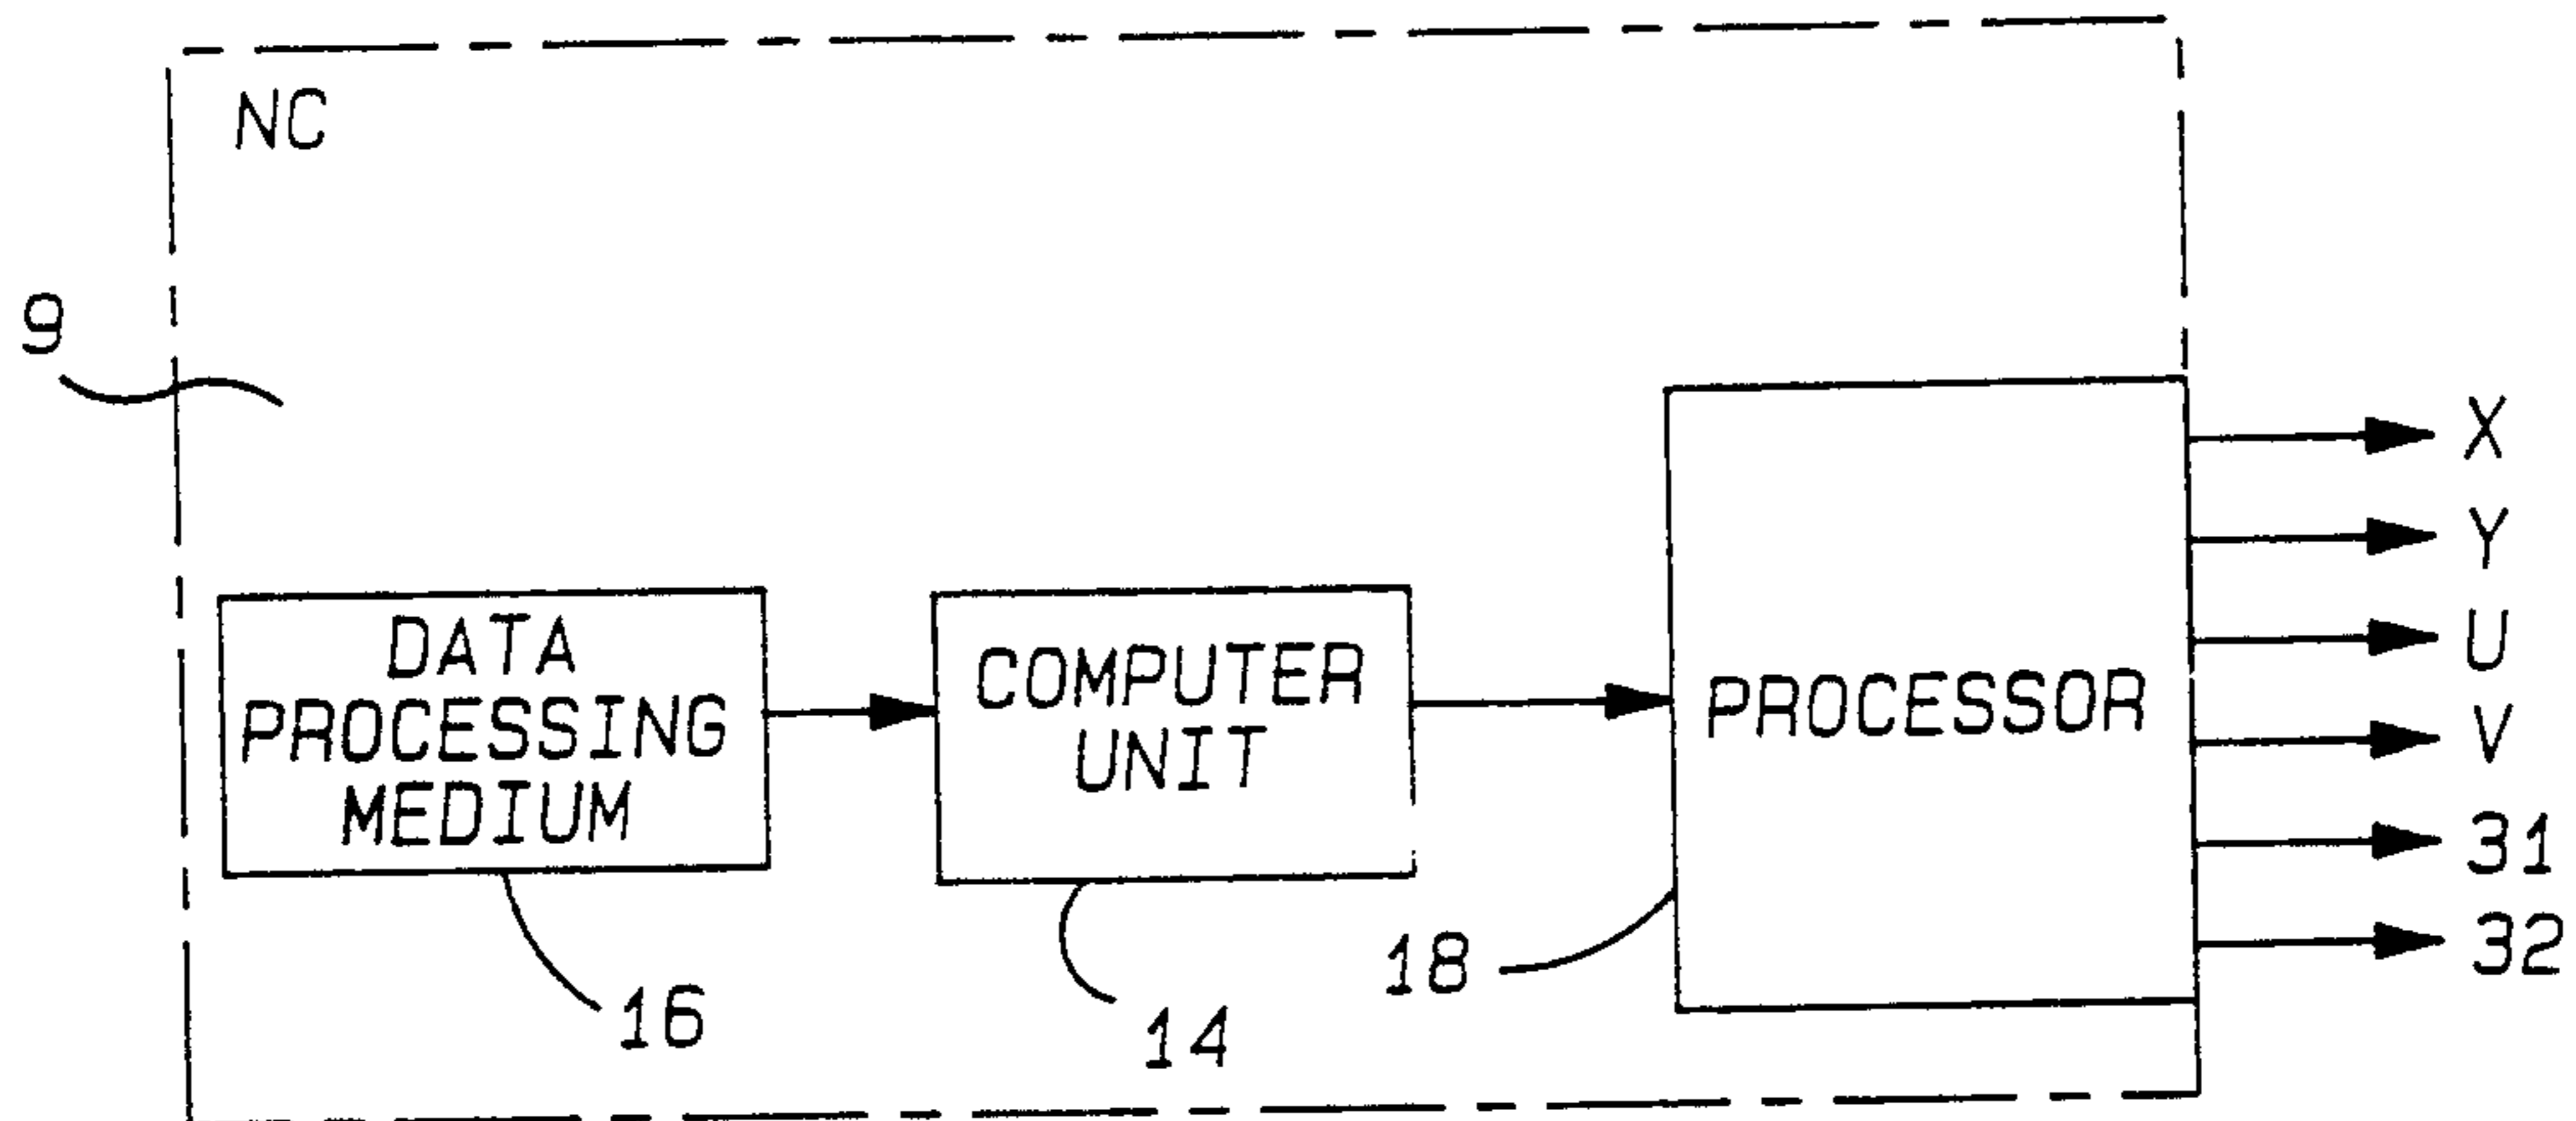 NC
9
DATA
PROCESSING
MEDIUM
16
COMPUTER
UNIT
14
PROCESSOR
18
X
Y
U
V
31
32